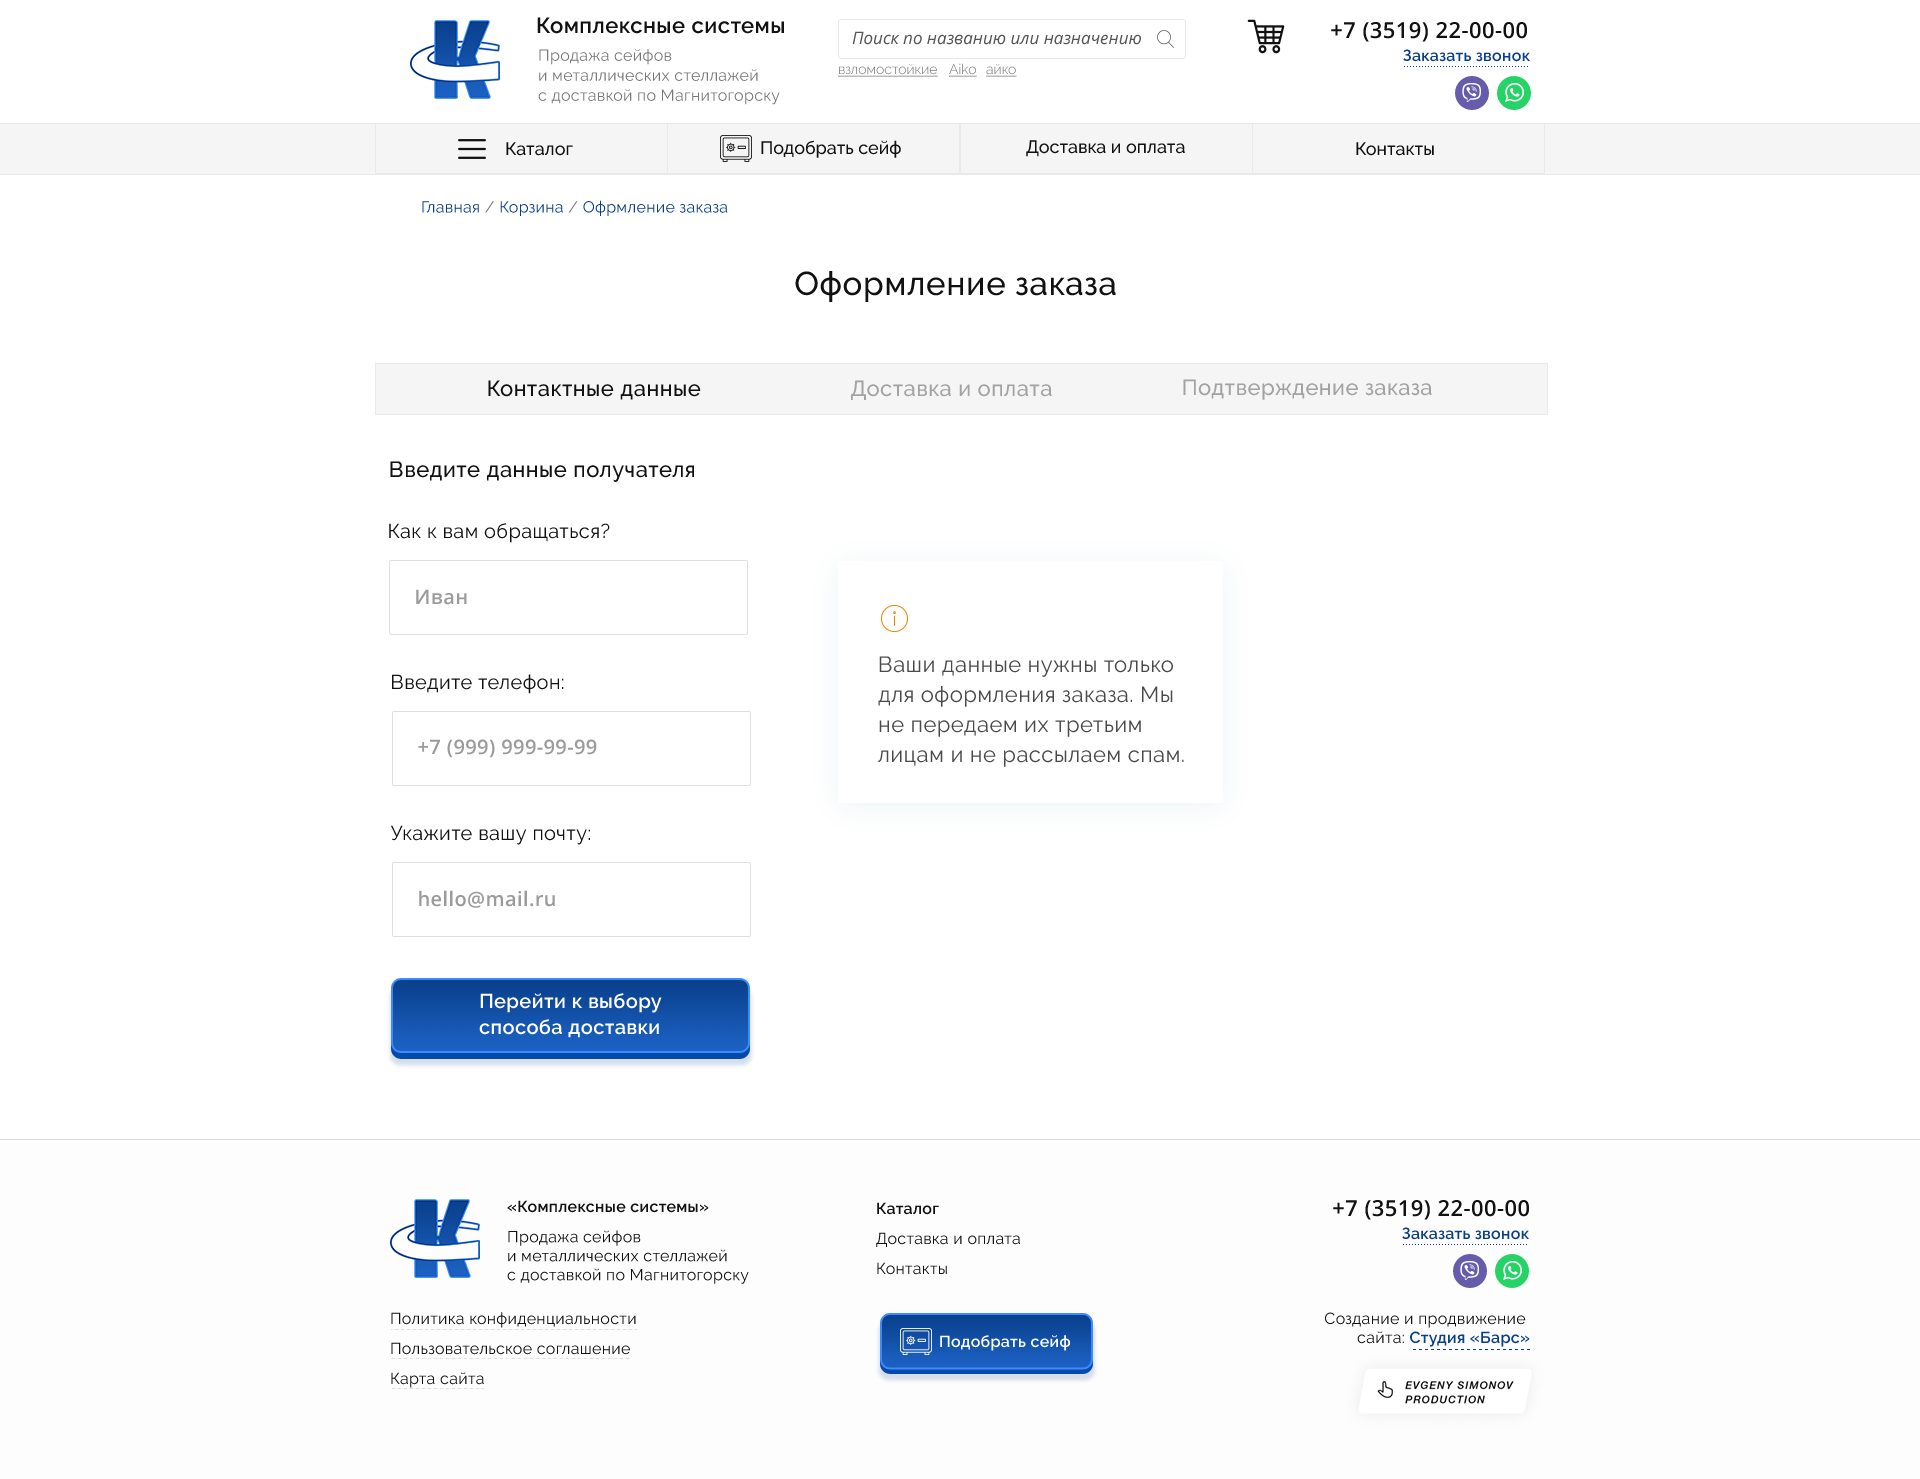 Комплексные системы
Продажа сейфов
и металлических стеллажей
с доставкой по Магнитогорску
Поиск по названию или назначению
взломостойкие Aiko айко
+7 (3519) 22-00-00
Заказать звонок
Каталог
Подобрать сейф
Доставка и оплата
Контакты
Главная / Корзина / Офрмление заказа
Оформление заказа
Контактные данные
Доставка и оплата
Подтверждение заказа
Введите данные получателя
Как к вам обращаться?
Иван
Введите телефон:
+7 (999) 999-99-99
Укажите вашу почту:
hello@mail.ru
Перейти к выбору
способа доставки
Ваши данные нужны только
для оформления заказа. Мы
не передаем их третьим
лицам и не рассылаем спам.
«Комплексные системы»
Продажа сейфов
и металлических стеллажей
с доставкой по Магнитогорску
Политика конфиденциальности
Пользовательское соглашение
Карта сайта
Каталог
Доставка и оплата
Контакты
Подобрать сейф
+7 (3519) 22-00-00
Заказать звонок
Создание и продвижение
сайта: Студия «Барс»
EVGENY SIMONOV
PRODUCTION